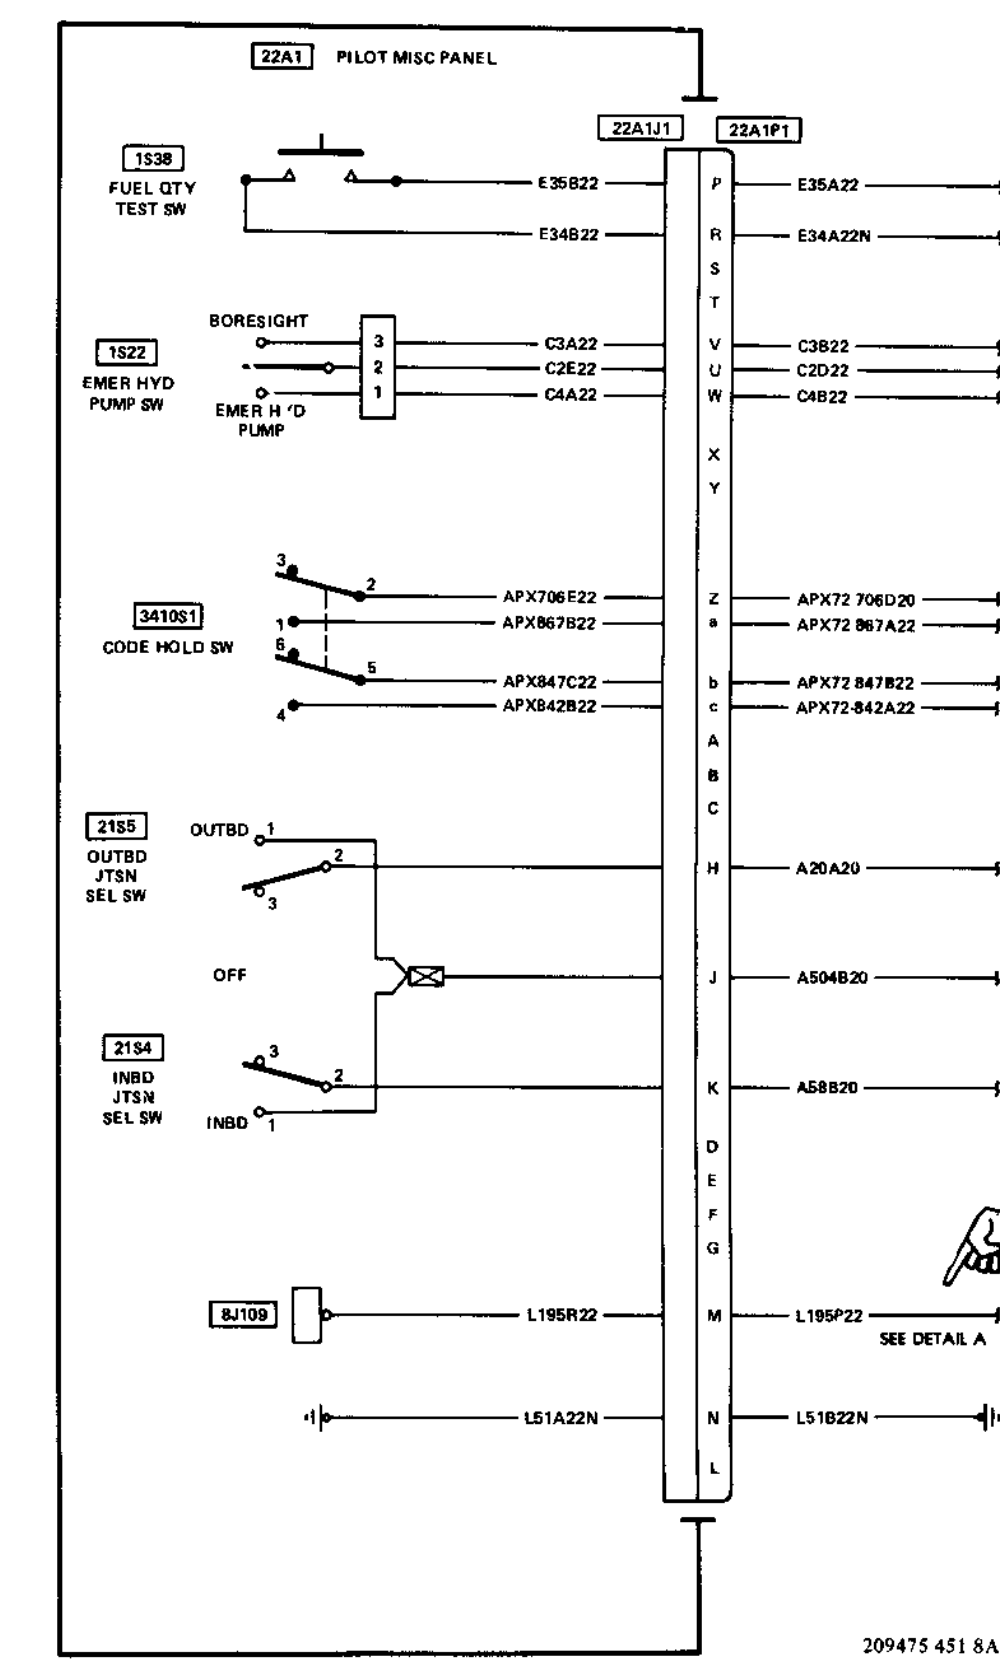 22A1 PILOT MISC PANEL
22A1J1 22A1P1
1S38
FUEL QTY
TEST SW
E35B22 P E35A22
E34B22 R E34A22N
S
T
BORESIGHT
1S22
EMER HYD
PUMP SW
3 C3A22 V C3B22
2 C2E22 U C2D22
1 C4A22 W C4B22
EMER H'D
PUMP
X
Y
3
2 APX706E22 Z APX72 706D20
3410S1
CODE HOLD SW
1 APX867B22 a APX72 867A22
6
5 APX847C22 b APX72 847B22
4 APX842B22 c APX72-842A22
A
B
C
21S5
OUTBD
JTSN
SEL SW
OUTBD 1
2 H A20A20
3
OFF J A504B20
21S4
INBD
JTSN
SEL SW
3
2 K A58B20
INBD 1
D
E
F
G
8J109 L195R22 M L195P22
SEE DETAIL A
L51A22N N L51B22N
L
209475 451 8A